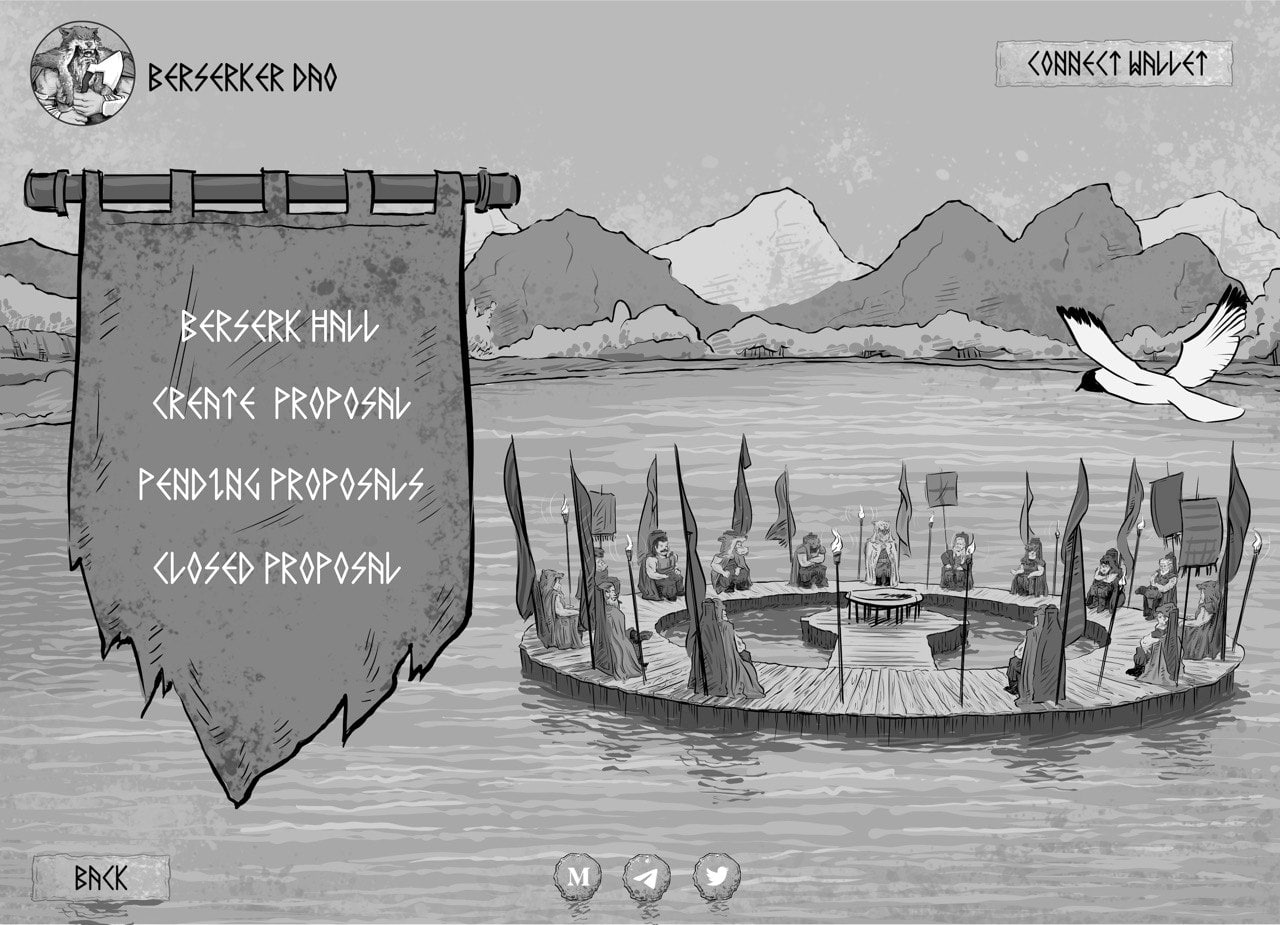 BERSERKER DAO
CONNECT WALLET
BERSERK HALL
CREATE PROPOSAL
PENDING PROPOSALS
CLOSED PROPOSAL
BACK
M